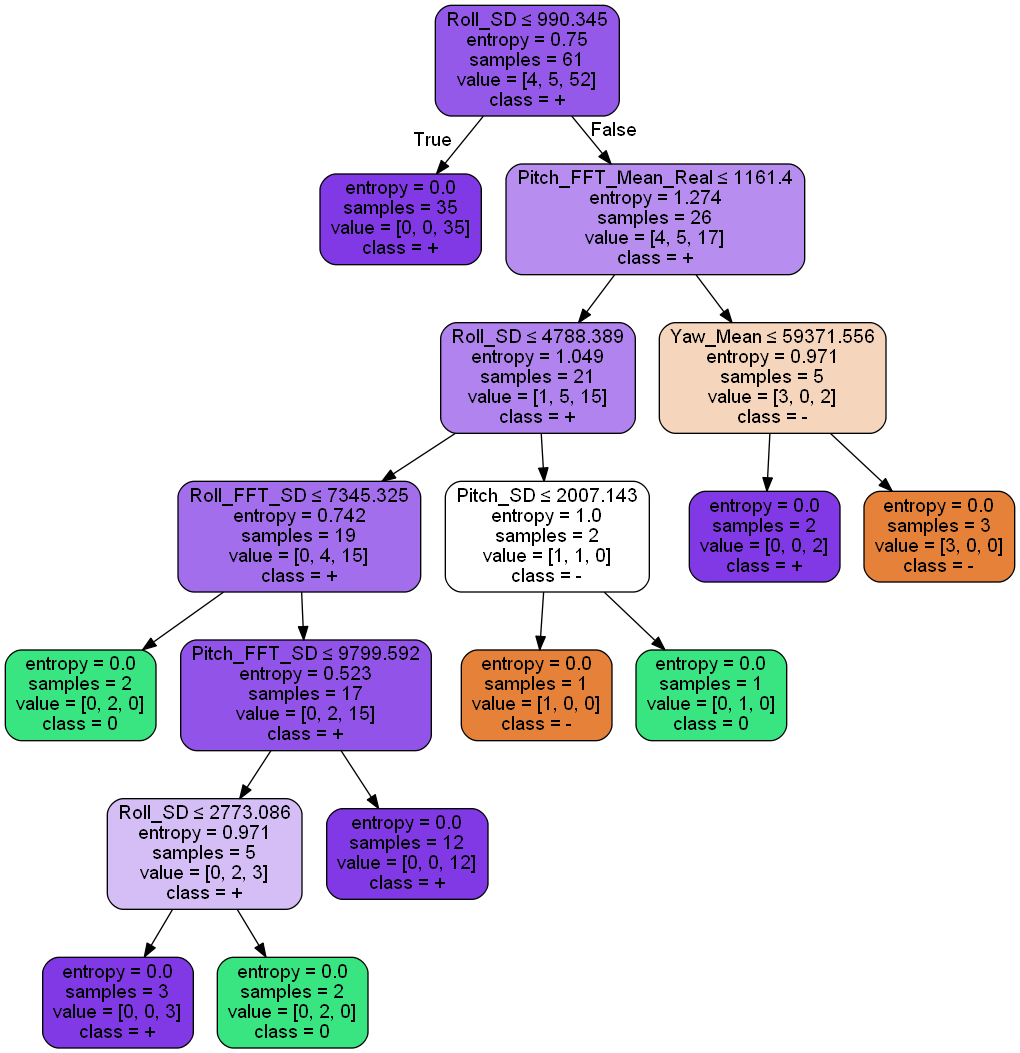 Roll_SD ≤ 990.345
entropy = 0.75
samples = 61
value = [4, 5, 52]
class = +
True
False
entropy = 0.0
samples = 35
value = [0, 0, 35]
class = +
Pitch_FFT_Mean_Real ≤ 1161.4
entropy = 1.274
samples = 26
value = [4, 5, 17]
class = +
Roll_SD ≤ 4788.389
entropy = 1.049
samples = 21
value = [1, 5, 15]
class = +
Yaw_Mean ≤ 59371.556
entropy = 0.971
samples = 5
value = [3, 0, 2]
class = -
Roll_FFT_SD ≤ 7345.325
entropy = 0.742
samples = 19
value = [0, 4, 15]
class = +
Pitch_SD ≤ 2007.143
entropy = 1.0
samples = 2
value = [1, 1, 0]
class = -
entropy = 0.0
samples = 2
value = [0, 0, 2]
class = +
entropy = 0.0
samples = 3
value = [3, 0, 0]
class = -
entropy = 0.0
samples = 2
value = [0, 2, 0]
class = 0
Pitch_FFT_SD ≤ 9799.592
entropy = 0.523
samples = 17
value = [0, 2, 15]
class = +
entropy = 0.0
samples = 1
value = [1, 0, 0]
class = -
entropy = 0.0
samples = 1
value = [0, 1, 0]
class = 0
Roll_SD ≤ 2773.086
entropy = 0.971
samples = 5
value = [0, 2, 3]
class = +
entropy = 0.0
samples = 12
value = [0, 0, 12]
class = +
entropy = 0.0
samples = 3
value = [0, 0, 3]
class = +
entropy = 0.0
samples = 2
value = [0, 2, 0]
class = 0